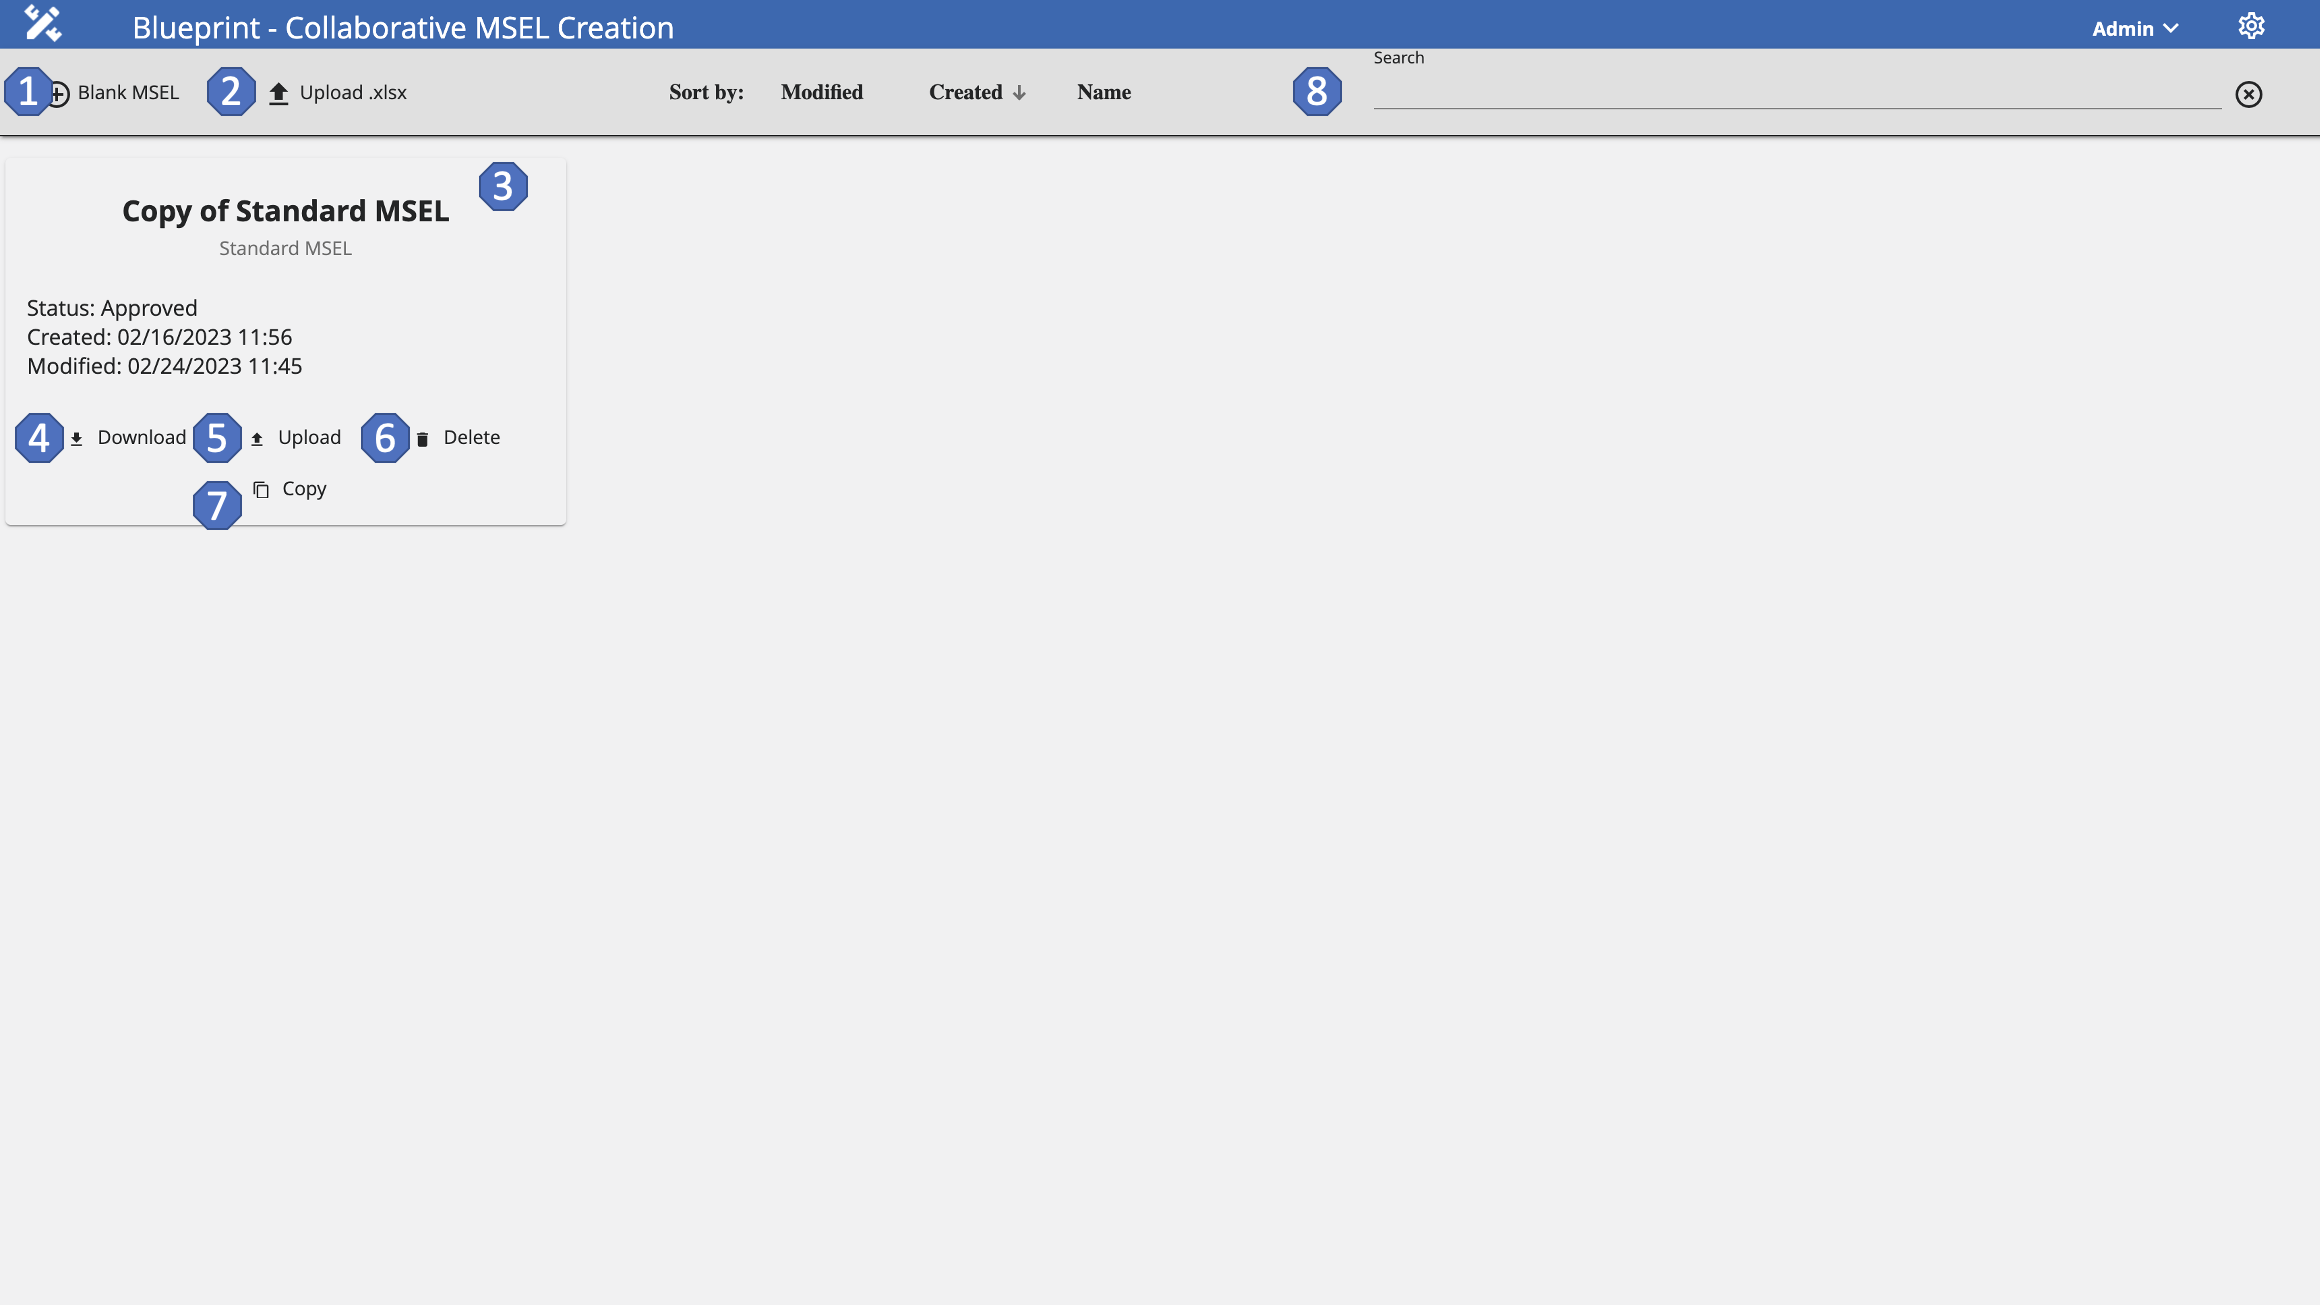 Blueprint - Collaborative MSEL Creation
Admin
1 Blank MSEL 2 Upload .xlsx Sort by: Modified Created Name 8 Search
3
Copy of Standard MSEL
Standard MSEL
Status: Approved
Created: 02/16/2023 11:56
Modified: 02/24/2023 11:45
4 Download 5 Upload 6 Delete
7 Copy